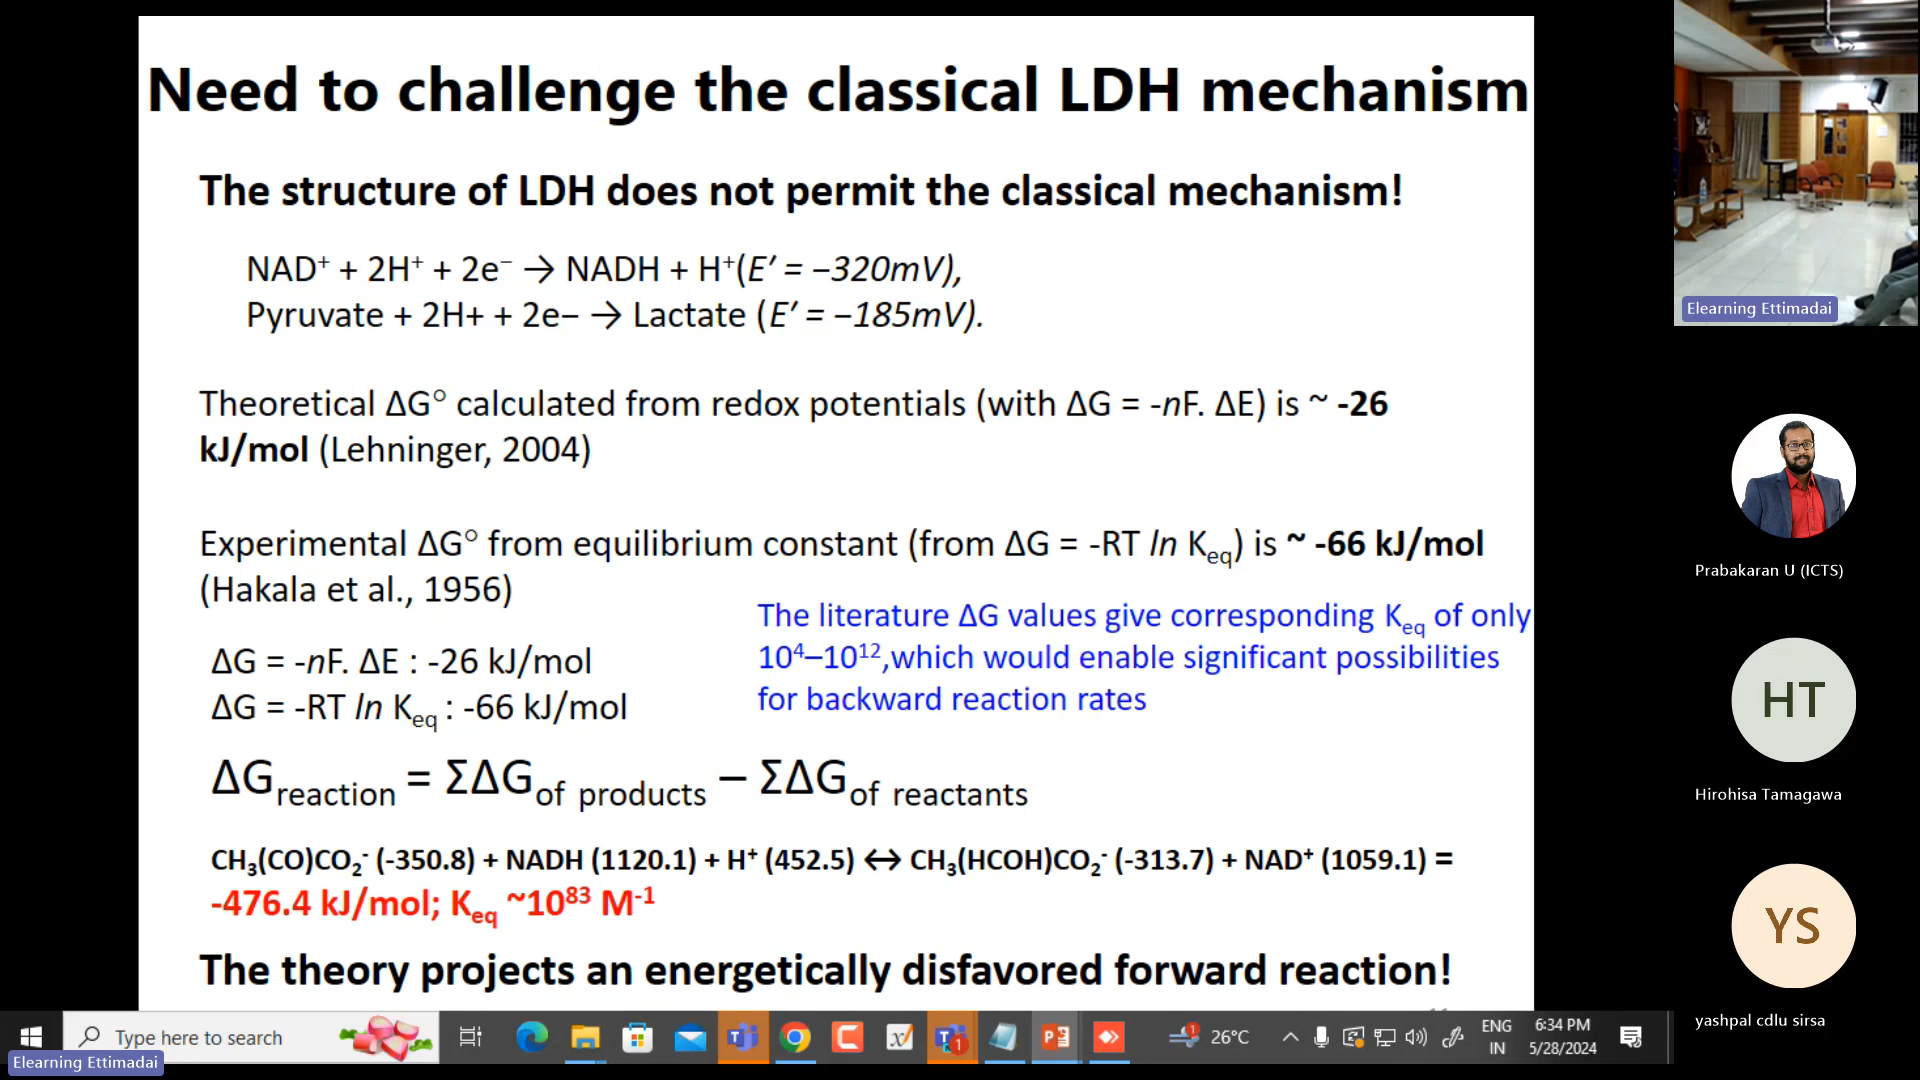 Need to challenge the classical LDH mechanism
The structure of LDH does not permit the classical mechanism!
NAD⁺ + 2H⁺ + 2e⁻ → NADH + H⁺(E′ = −320mV),
Pyruvate + 2H+ + 2e− → Lactate (E′ = −185mV).
Theoretical ΔG° calculated from redox potentials (with ΔG = -nF. ΔE) is ~ -26
kJ/mol (Lehninger, 2004)
Experimental ΔG° from equilibrium constant (from ΔG = -RT ln Keq) is ~ -66 kJ/mol
(Hakala et al., 1956)
The literature ΔG values give corresponding Keq of only
10⁴–10¹²,which would enable significant possibilities
for backward reaction rates
ΔG = -nF. ΔE : -26 kJ/mol
ΔG = -RT ln Keq : -66 kJ/mol
ΔGreaction = ΣΔGof products – ΣΔGof reactants
CH₃(CO)CO₂⁻ (-350.8) + NADH (1120.1) + H⁺ (452.5) ↔ CH₃(HCOH)CO₂⁻ (-313.7) + NAD⁺ (1059.1) =
-476.4 kJ/mol; Keq ~10⁸³ M⁻¹
The theory projects an energetically disfavored forward reaction!
Elearning Ettimadai
Prabakaran U (ICTS)
HT
Hirohisa Tamagawa
YS
yashpal cdlu sirsa
Type here to search
26°C
ENG
IN
6:34 PM
5/28/2024
Elearning Ettimadai